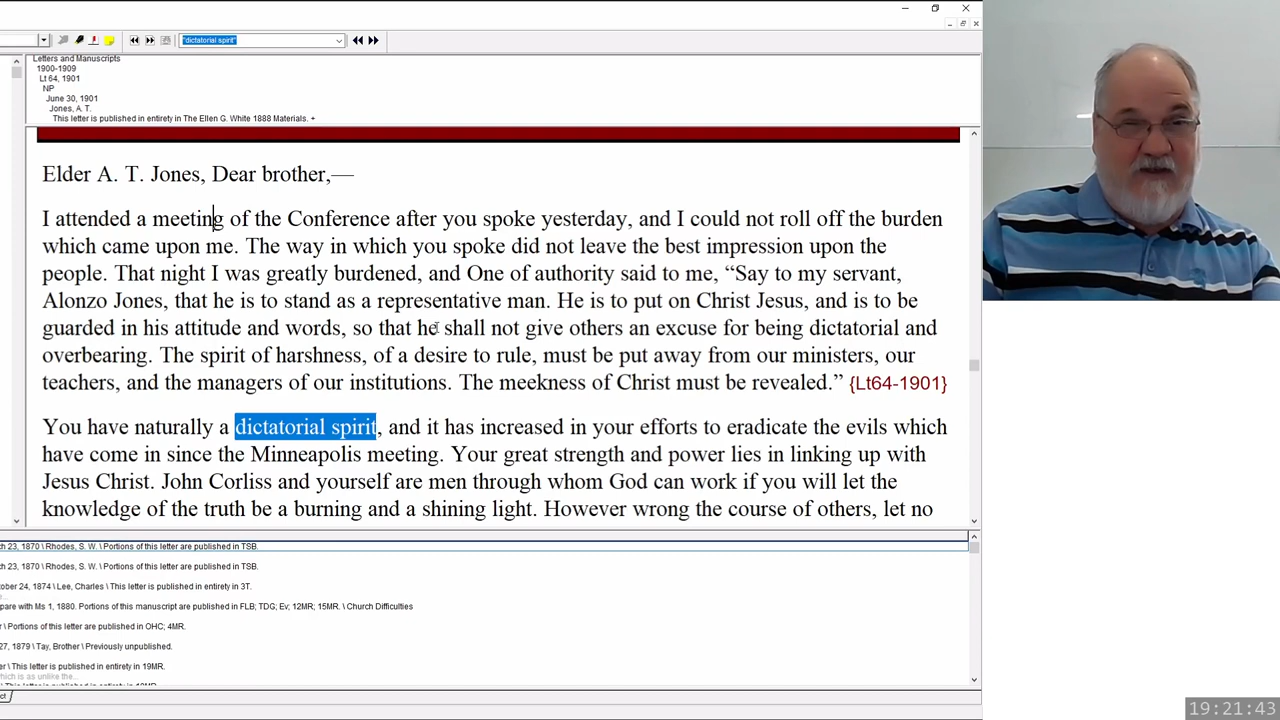 "dictatorial spirit"
Letters and Manuscripts
1900-1909
Lt 64, 1901
NP
June 30, 1901
Jones, A. T.
This letter is published in entirety in The Ellen G. White 1888 Materials. +
Elder A. T. Jones, Dear brother,—
I attended a meeting of the Conference after you spoke yesterday, and I could not roll off the burden
which came upon me. The way in which you spoke did not leave the best impression upon the
people. That night I was greatly burdened, and One of authority said to me, “Say to my servant,
Alonzo Jones, that he is to stand as a representative man. He is to put on Christ Jesus, and is to be
guarded in his attitude and words, so that he shall not give others an excuse for being dictatorial and
overbearing. The spirit of harshness, of a desire to rule, must be put away from our ministers, our
teachers, and the managers of our institutions. The meekness of Christ must be revealed.” {Lt64-1901}
You have naturally a dictatorial spirit, and it has increased in your efforts to eradicate the evils which
have come in since the Minneapolis meeting. Your great strength and power lies in linking up with
Jesus Christ. John Corliss and yourself are men through whom God can work if you will let the
knowledge of the truth be a burning and a shining light. However wrong the course of others, let no
ch 23, 1870 \ Rhodes, S. W. \ Portions of this letter are published in TSB.
ch 23, 1870 \ Rhodes, S. W. \ Portions of this letter are published in TSB.
tober 24, 1874 \ Lee, Charles \ This letter is published in entirety in 3T.
pare with Ms 1, 1880. Portions of this manuscript are published in FLB; TDG; Ev; 12MR; 15MR. \ Church Difficulties
r \ Portions of this letter are published in OHC; 4MR.
27, 1879 \ Tay, Brother \ Previously unpublished.
er \ This letter is published in entirety in 19MR.
which is as unlike the...
\ This letter is published in entirety in 12MR.
ct
19:21:43